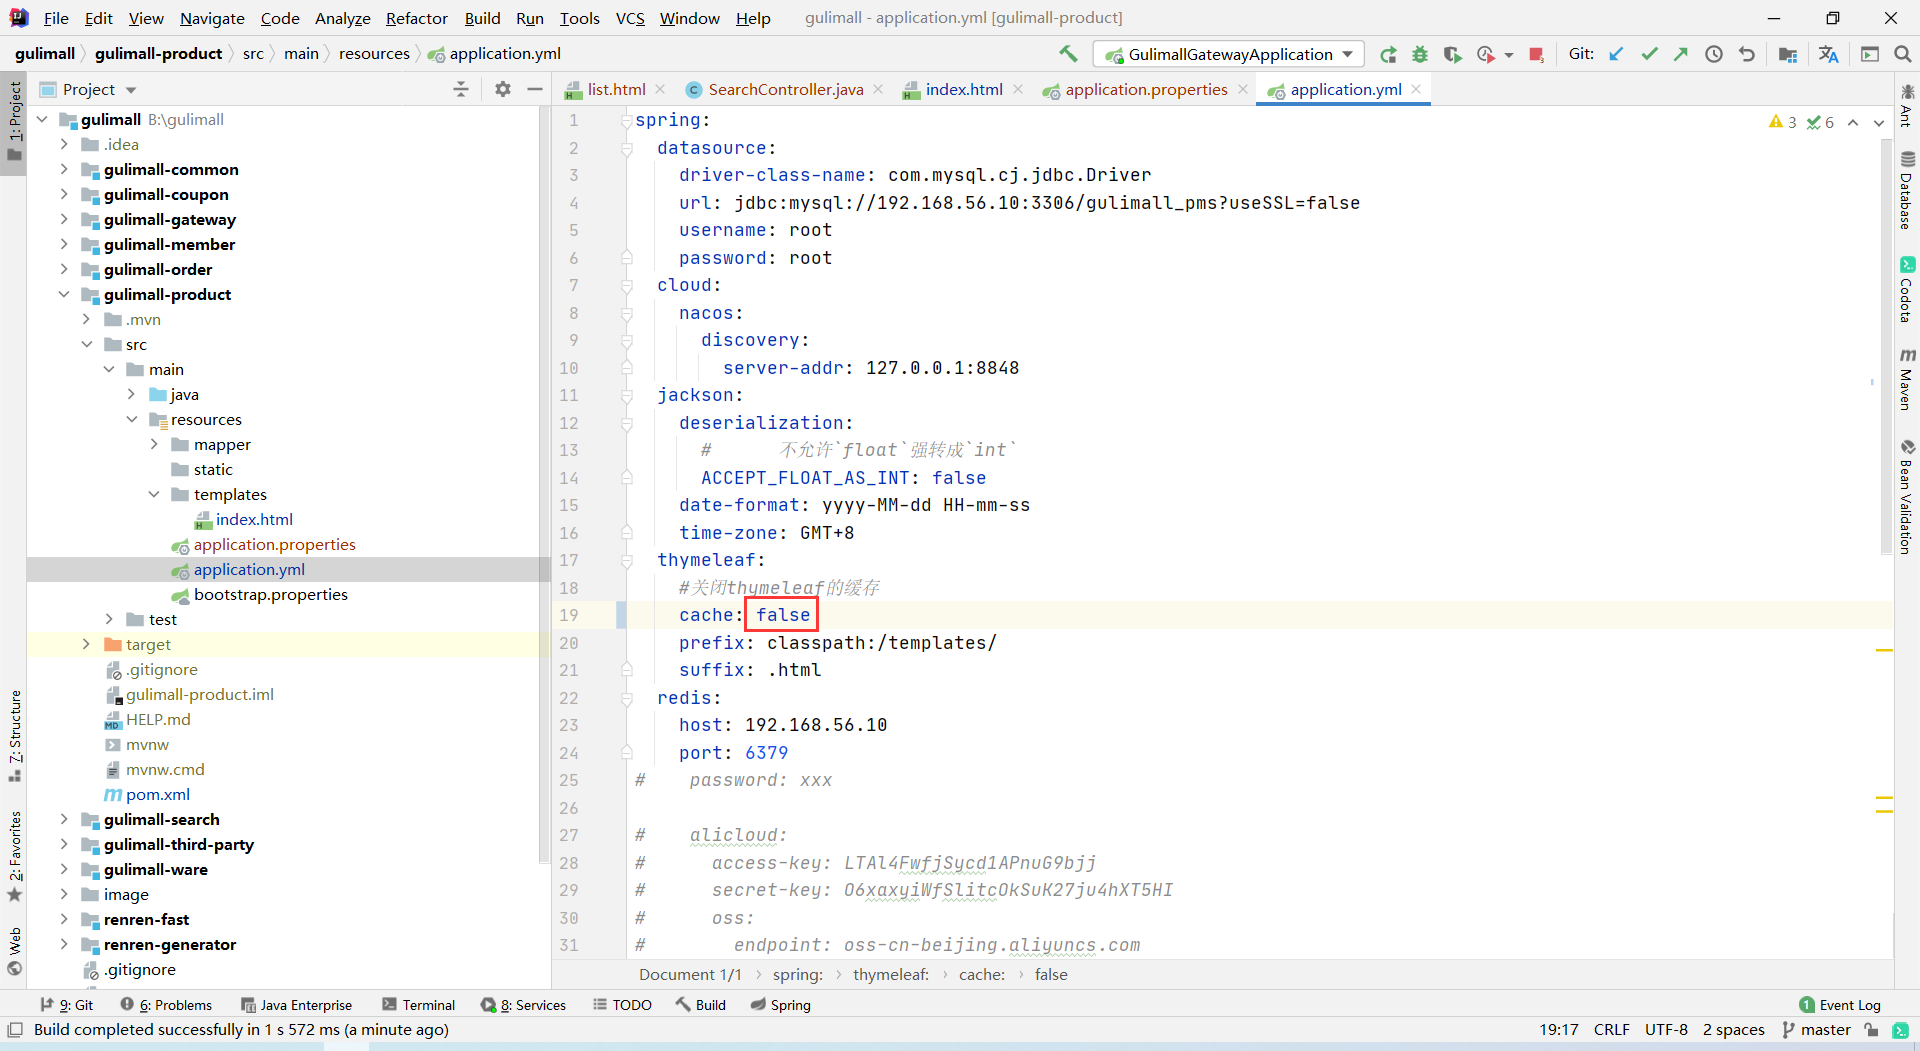 File Edit View Navigate Code Analyze Refactor Build Run Tools VCS Window Help gulimall - application.yml [gulimall-product]
gulimall gulimall-product src main resources application.yml GulimallGatewayApplication Git:
1: Project
7: Structure
2: Favorites
Web
Project
gulimall B:\gulimall
.idea
gulimall-common
gulimall-coupon
gulimall-gateway
gulimall-member
gulimall-order
gulimall-product
.mvn
src
main
java
resources
mapper
static
templates
index.html
application.properties
application.yml
bootstrap.properties
test
target
.gitignore
gulimall-product.iml
HELP.md
mvnw
mvnw.cmd
pom.xml
gulimall-search
gulimall-third-party
gulimall-ware
image
renren-fast
renren-generator
.gitignore
list.html SearchController.java index.html application.properties application.yml
3 6
1 spring:
2 datasource:
3 driver-class-name: com.mysql.cj.jdbc.Driver
4 url: jdbc:mysql://192.168.56.10:3306/gulimall_pms?useSSL=false
5 username: root
6 password: root
7 cloud:
8 nacos:
9 discovery:
10 server-addr: 127.0.0.1:8848
11 jackson:
12 deserialization:
13 # 不允许`float`强转成`int`
14 ACCEPT_FLOAT_AS_INT: false
15 date-format: yyyy-MM-dd HH-mm-ss
16 time-zone: GMT+8
17 thymeleaf:
18 #关闭thymeleaf的缓存
19 cache: false
20 prefix: classpath:/templates/
21 suffix: .html
22 redis:
23 host: 192.168.56.10
24 port: 6379
25 # password: xxx
26
27 # alicloud:
28 # access-key: LTAl4FwfjSycd1APnuG9bjj
29 # secret-key: O6xaxyiWfSlitcOkSuK27ju4hXT5HI
30 # oss:
31 # endpoint: oss-cn-beijing.aliyuncs.com
Document 1/1 spring: thymeleaf: cache: false
Ant
Database
Codota
Maven
Bean Validation
9: Git 6: Problems Java Enterprise Terminal 8: Services TODO Build Spring 1 Event Log
Build completed successfully in 1 s 572 ms (a minute ago) 19:17 CRLF UTF-8 2 spaces master